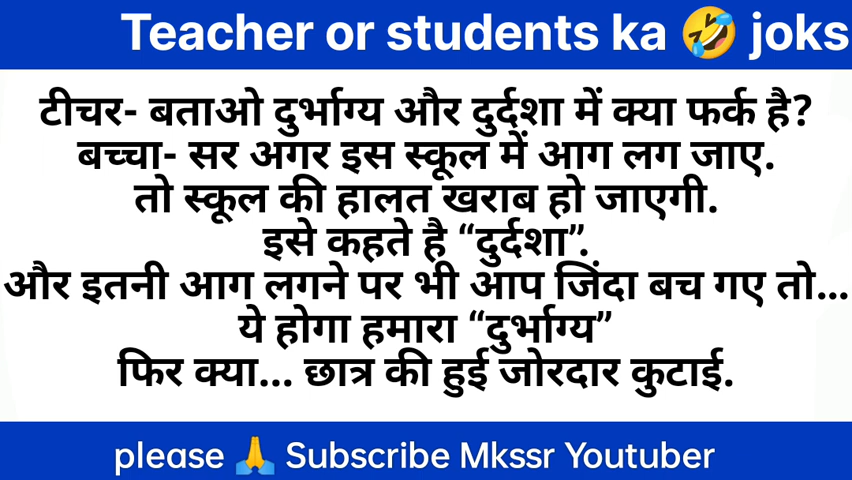 Teacher or students ka 🤣 joks
टीचर- बताओ दुर्भाग्य और दुर्दशा में क्या फर्क है?
बच्चा- सर अगर इस स्कूल में आग लग जाए.
तो स्कूल की हालत खराब हो जाएगी.
इसे कहते है “दुर्दशा”.
और इतनी आग लगने पर भी आप जिंदा बच गए तो...
ये होगा हमारा “दुर्भाग्य”
फिर क्या... छात्र की हुई जोरदार कुटाई.
please 🙏 Subscribe Mkssr Youtuber